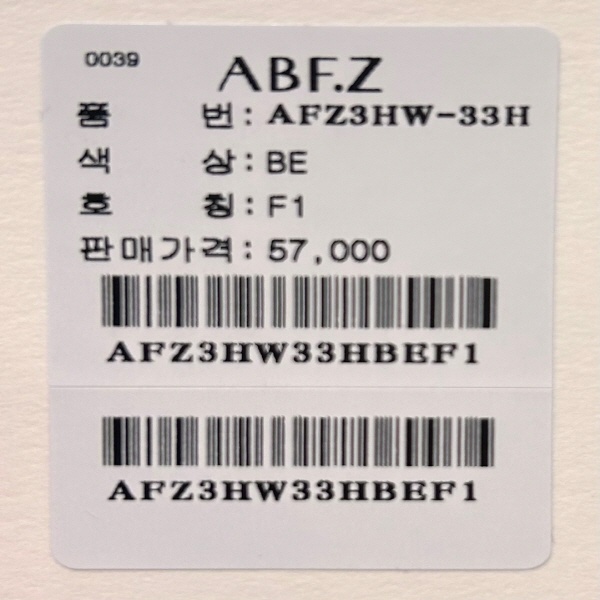 0039
ABF.Z
품 번: AFZ3HW-33H
색 상: BE
호 칭: F1
판매가격: 57,000
AFZ3HW33HBEF1
AFZ3HW33HBEF1